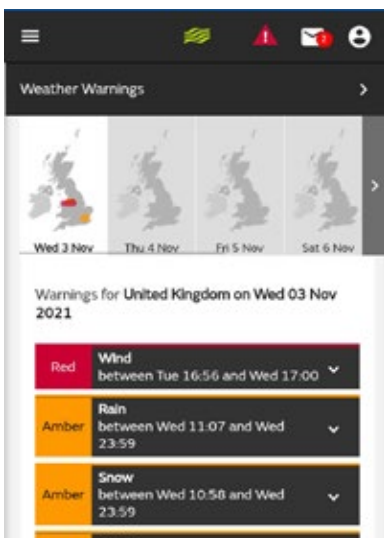 2
Weather Warnings
Wed 3 Nov
Thu 4 Nov
Fri 5 Nov
Sat 6 Nov
Warnings for United Kingdom on Wed 03 Nov
2021
Red
Wind
between Tue 16:56 and Wed 17:00
Amber
Rain
between Wed 11:07 and Wed
23:59
Amber
Snow
between Wed 10:58 and Wed
23:59